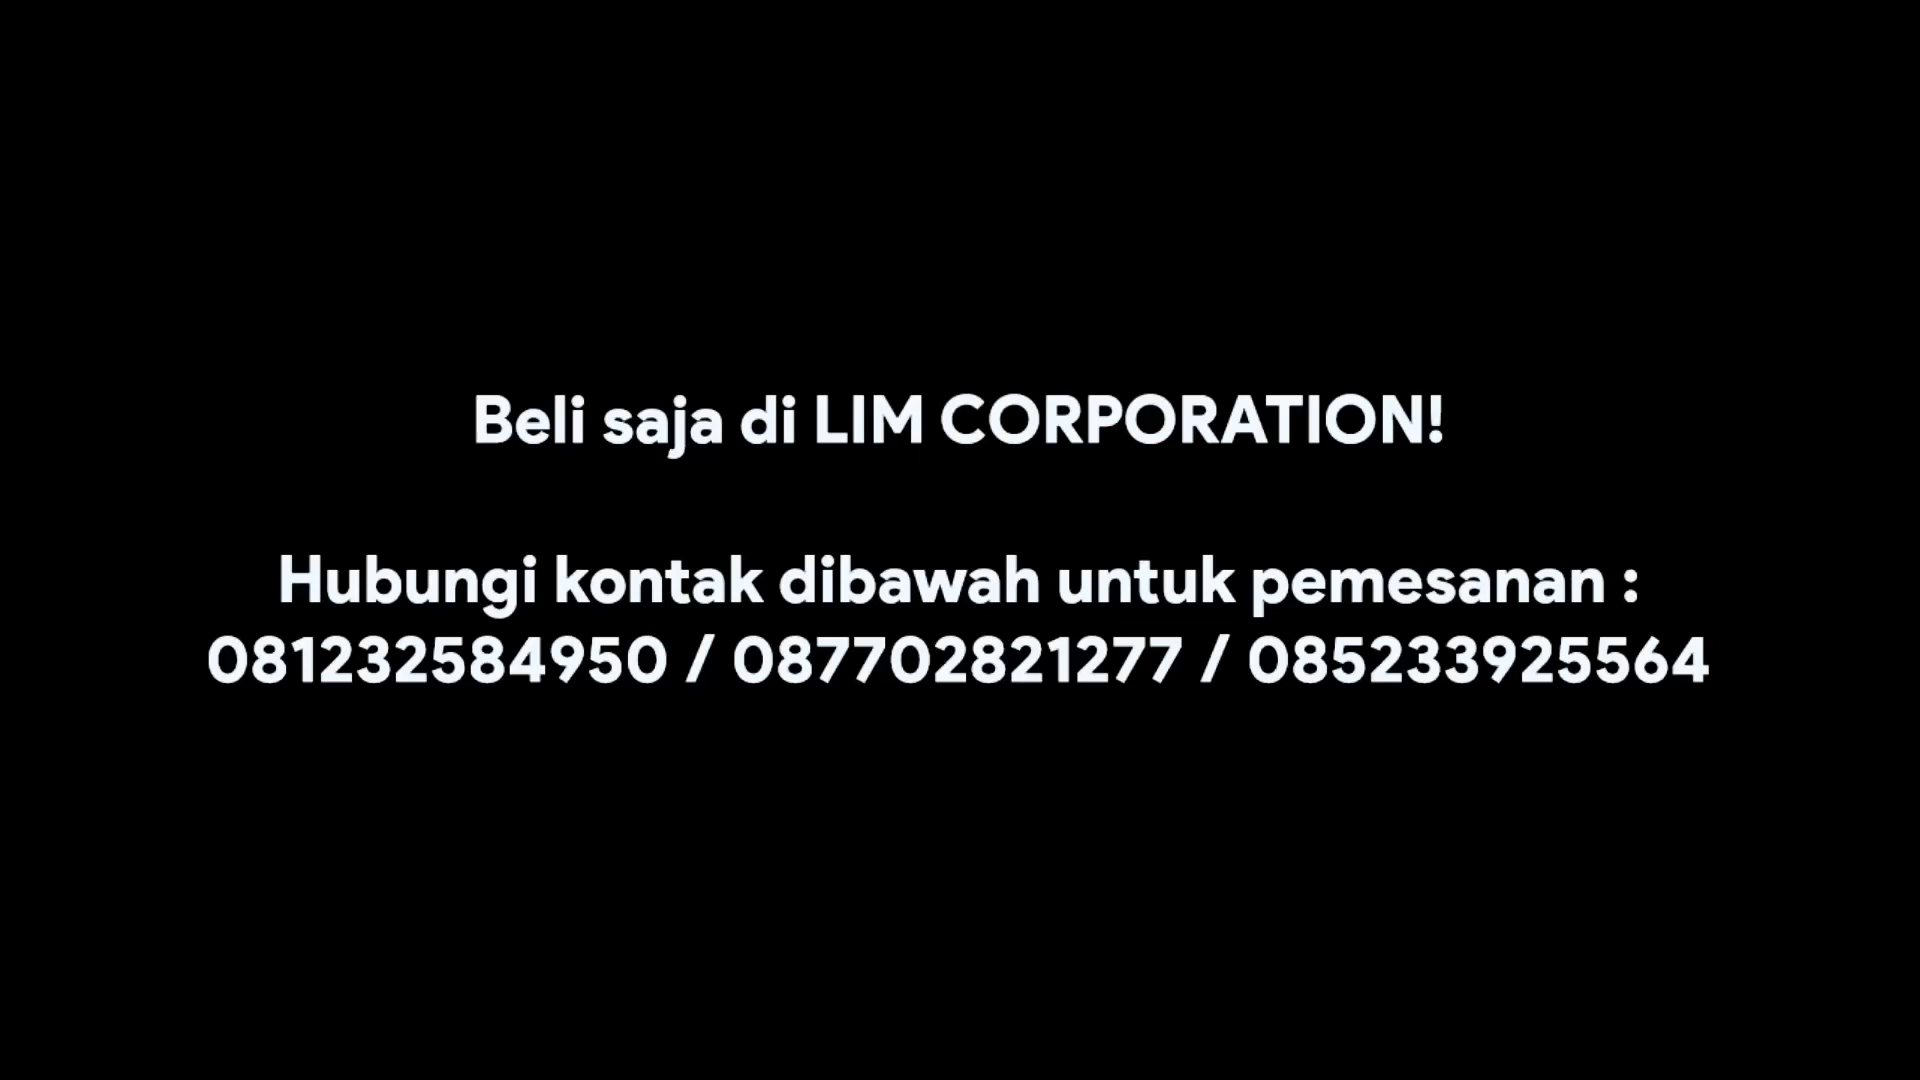 Beli saja di LIM CORPORATION!
Hubungi kontak dibawah untuk pemesanan :
081232584950 / 087702821277 / 085233925564